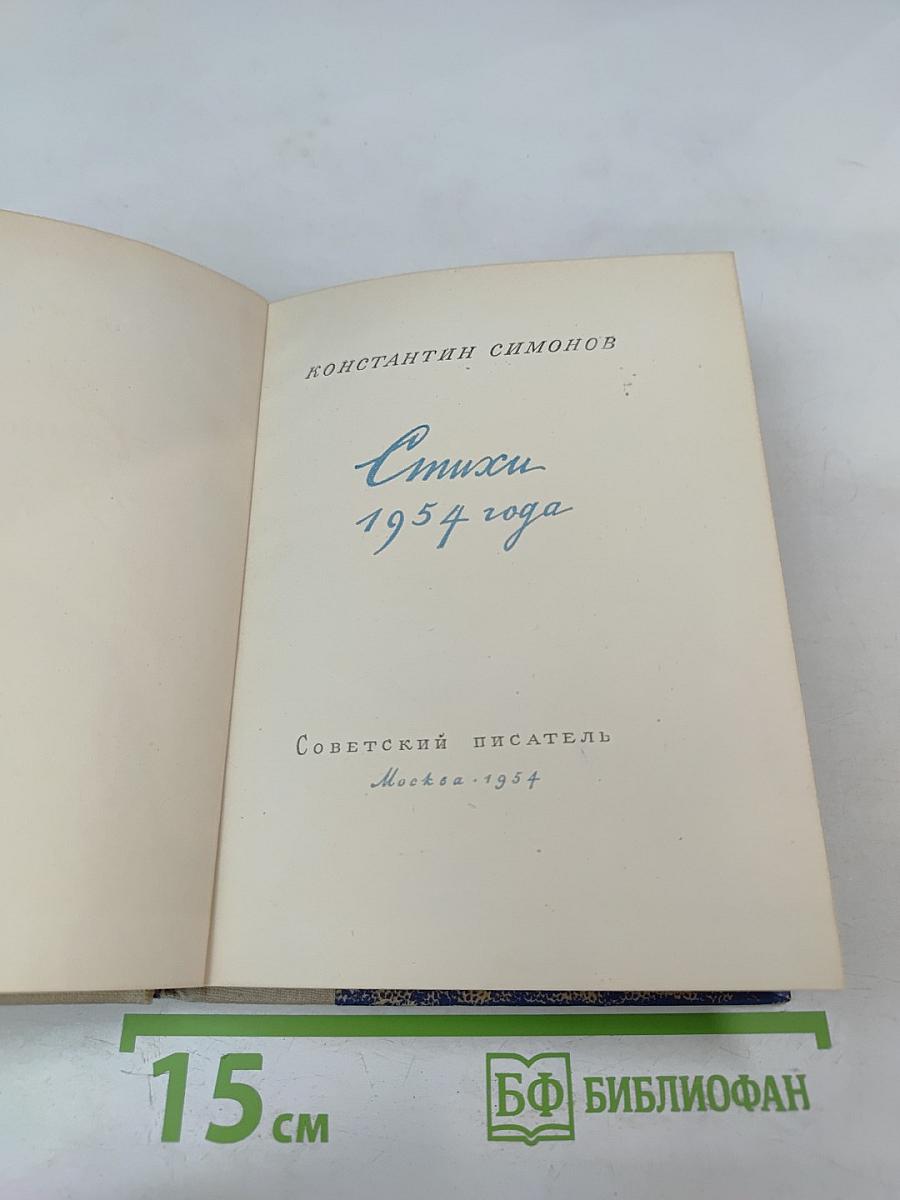 КОНСТАНТИН СИМОНОВ
Стихи
1954 года
Советский писатель
Москва • 1954
15 см
БФ БИБЛИОФАН